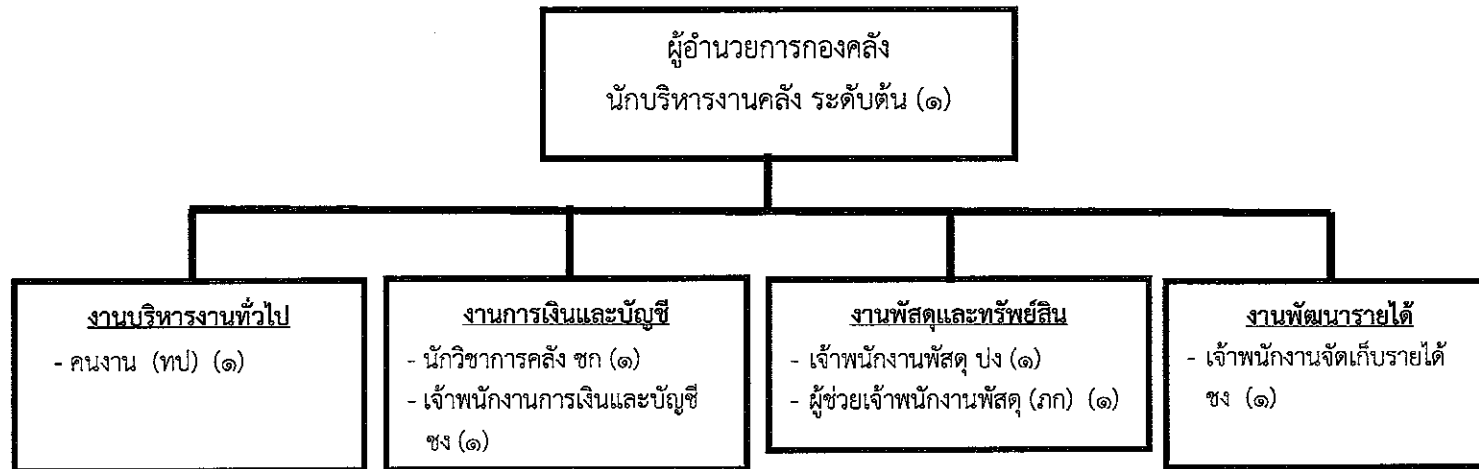 ผู้อำนวยการกองคลัง
นักบริหารงานคลัง ระดับต้น (๑)
งานบริหารงานทั่วไป
- คนงาน (ทป) (๑)
งานการเงินและบัญชี
- นักวิชาการคลัง ชก (๑)
- เจ้าพนักงานการเงินและบัญชี
ชง (๑)
งานพัสดุและทรัพย์สิน
- เจ้าพนักงานพัสดุ ปง (๑)
- ผู้ช่วยเจ้าพนักงานพัสดุ (ภก) (๑)
งานพัฒนารายได้
- เจ้าพนักงานจัดเก็บรายได้
ชง (๑)